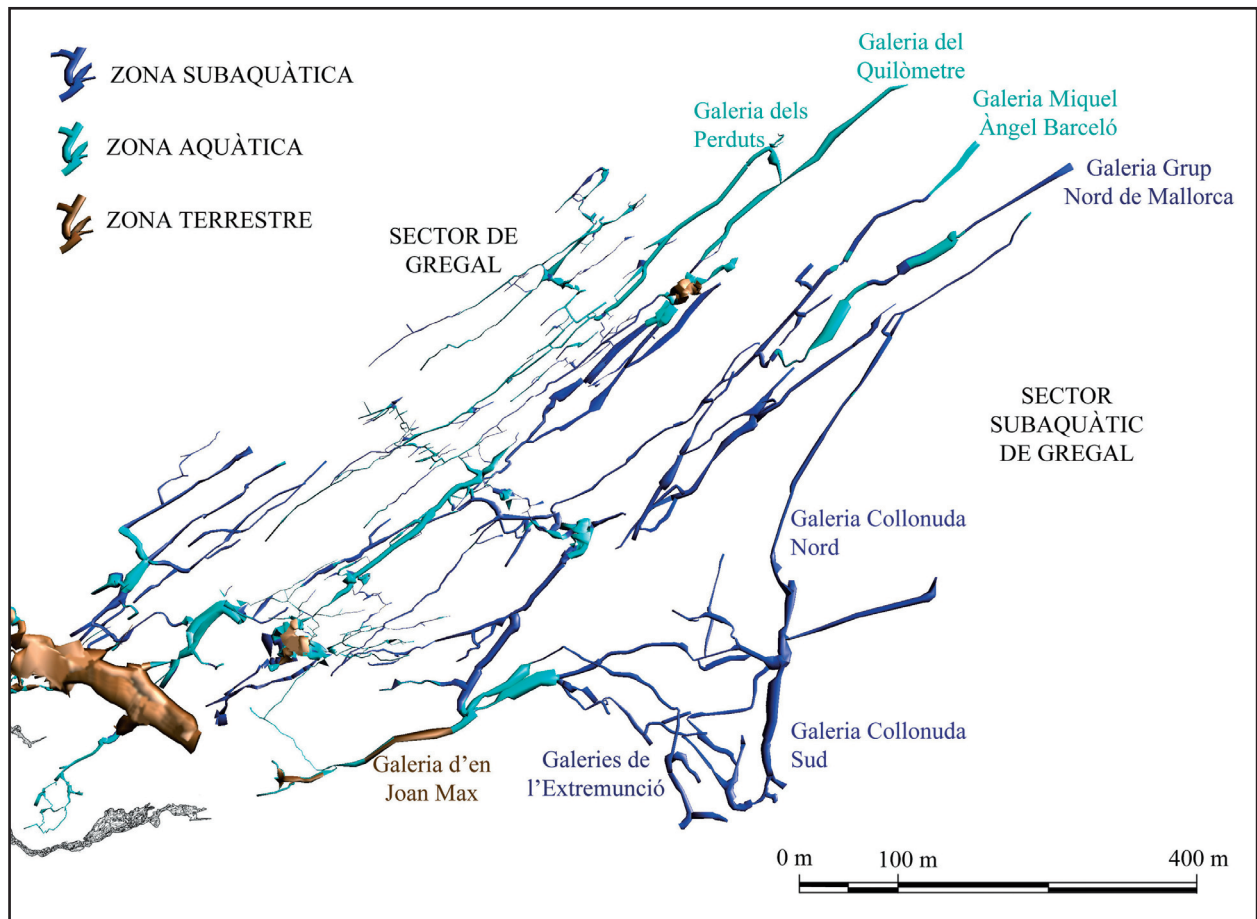 ZONA SUBAQUÀTICA
ZONA AQUÀTICA
ZONA TERRESTRE
Galeria del
Quilòmetre
Galeria dels
Perduts
Galeria Miquel
Àngel Barceló
Galeria Grup
Nord de Mallorca
SECTOR DE
GREGAL
SECTOR
SUBAQUÀTIC
DE GREGAL
Galeria Collonuda
Nord
Galeria Collonuda
Sud
Galeries de
l’Extremunció
Galeria d’en
Joan Max
0 m
100 m
400 m